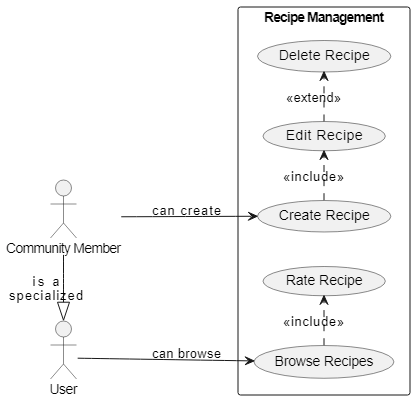 Recipe Management
Delete Recipe
«extend»
Edit Recipe
«include»
can create
Create Recipe
Community Member
is a
specialized
Rate Recipe
«include»
can browse
Browse Recipes
User